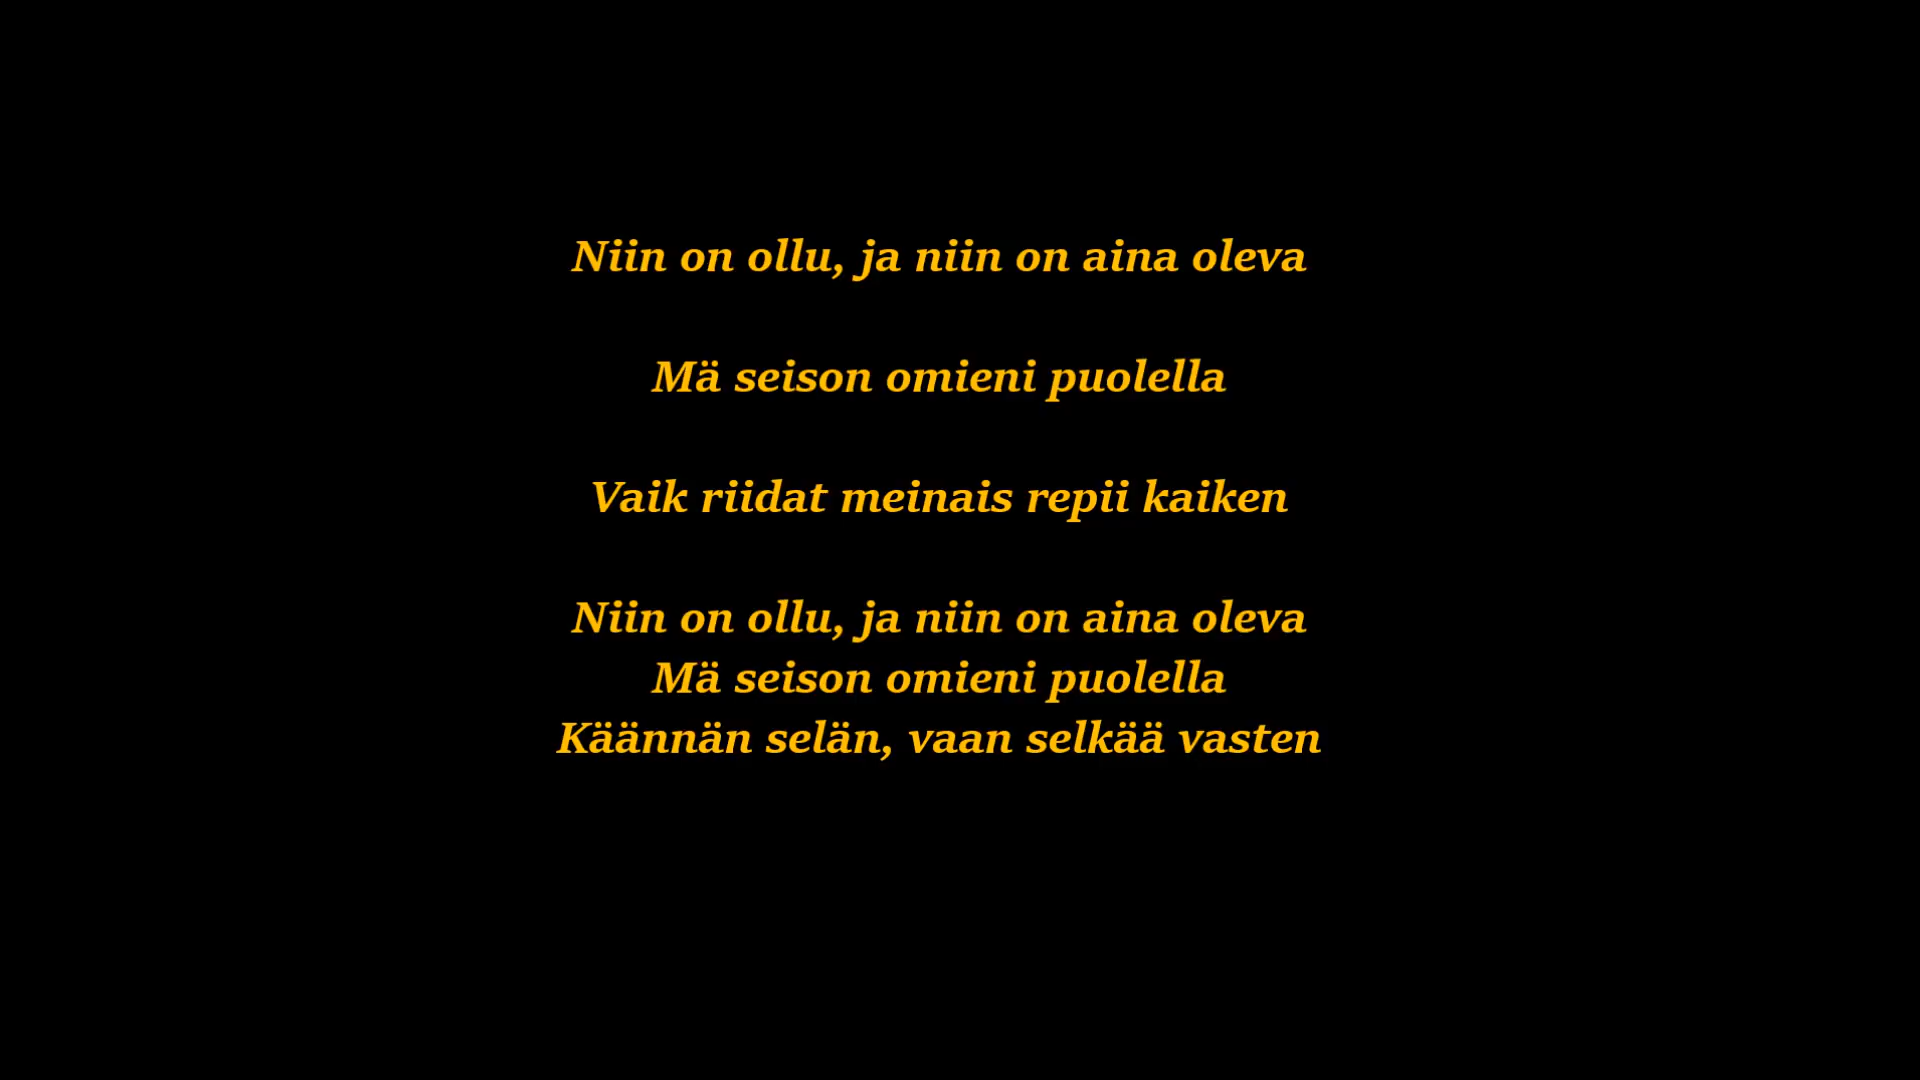 Niin on ollu, ja niin on aina oleva
Mä seison omieni puolella
Vaik riidat meinais repii kaiken
Niin on ollu, ja niin on aina oleva
Mä seison omieni puolella
Käännän selän, vaan selkää vasten